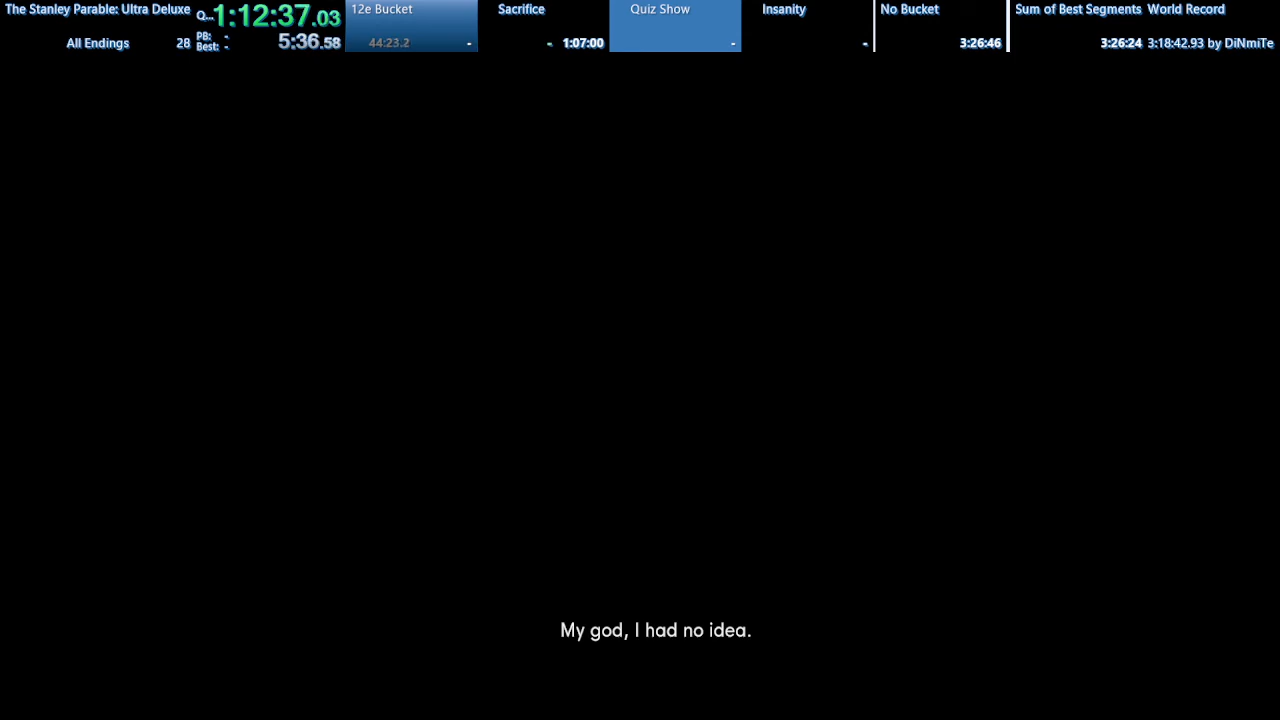 The Stanley Parable: Ultra Deluxe
All Endings 28
Q... 1:12:37.03
PB: -
Best: -
5:36.58
12e Bucket
44:23.2 -
Sacrifice
- 1:07:00
Quiz Show
-
Insanity
-
No Bucket
3:26:46
Sum of Best Segments
3:26:24
World Record
3:18:42.93 by DiNmiTe
My god, I had no idea.